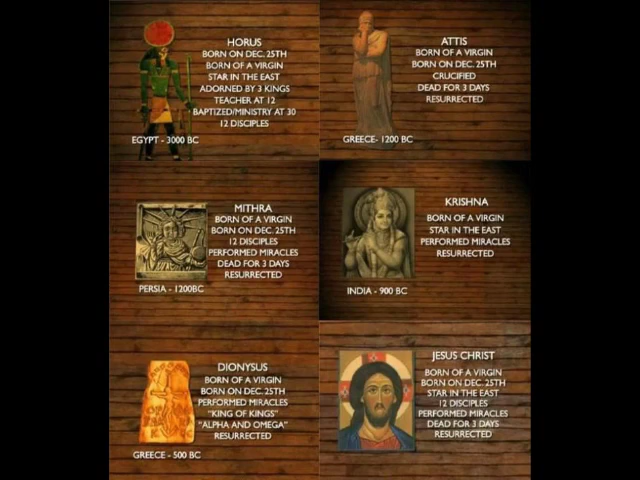 HORUS
BORN ON DEC. 25TH
BORN OF A VIRGIN
STAR IN THE EAST
ADORNED BY 3 KINGS
TEACHER AT 12
BAPTIZED/MINISTRY AT 30
12 DISCIPLES
EGYPT - 3000 BC
ATTIS
BORN OF A VIRGIN
BORN ON DEC. 25TH
CRUCIFIED
DEAD FOR 3 DAYS
RESURRECTED
GREECE- 1200 BC
MITHRA
BORN OF A VIRGIN
BORN ON DEC. 25TH
12 DISCIPLES
PERFORMED MIRACLES
DEAD FOR 3 DAYS
RESURRECTED
PERSIA - 1200BC
KRISHNA
BORN OF A VIRGIN
STAR IN THE EAST
PERFORMED MIRACLES
RESURRECTED
INDIA - 900 BC
DIONYSUS
BORN OF A VIRGIN
BORN ON DEC. 25TH
PERFORMED MIRACLES
"KING OF KINGS"
"ALPHA AND OMEGA"
RESURRECTED
GREECE - 500 BC
JESUS CHRIST
BORN OF A VIRGIN
BORN ON DEC. 25TH
STAR IN THE EAST
12 DISCIPLES
PERFORMED MIRACLES
DEAD FOR 3 DAYS
RESURRECTED